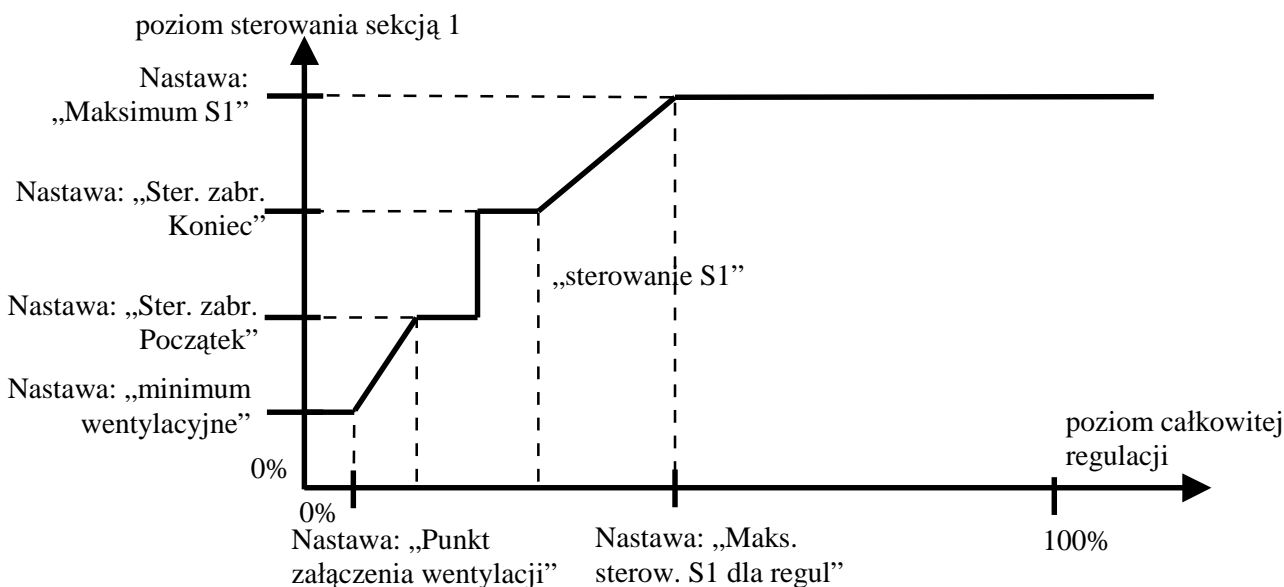 poziom sterowania sekcją 1
Nastawa:
„Maksimum S1”
Nastawa: „Ster. zabr.
Koniec”
„sterowanie S1”
Nastawa: „Ster. zabr.
Początek”
Nastawa: „minimum
wentylacyjne”
poziom całkowitej
regulacji
0%
0%
Nastawa: „Punkt
załączenia wentylacji”
Nastawa: „Maks.
sterow. S1 dla regul”
100%